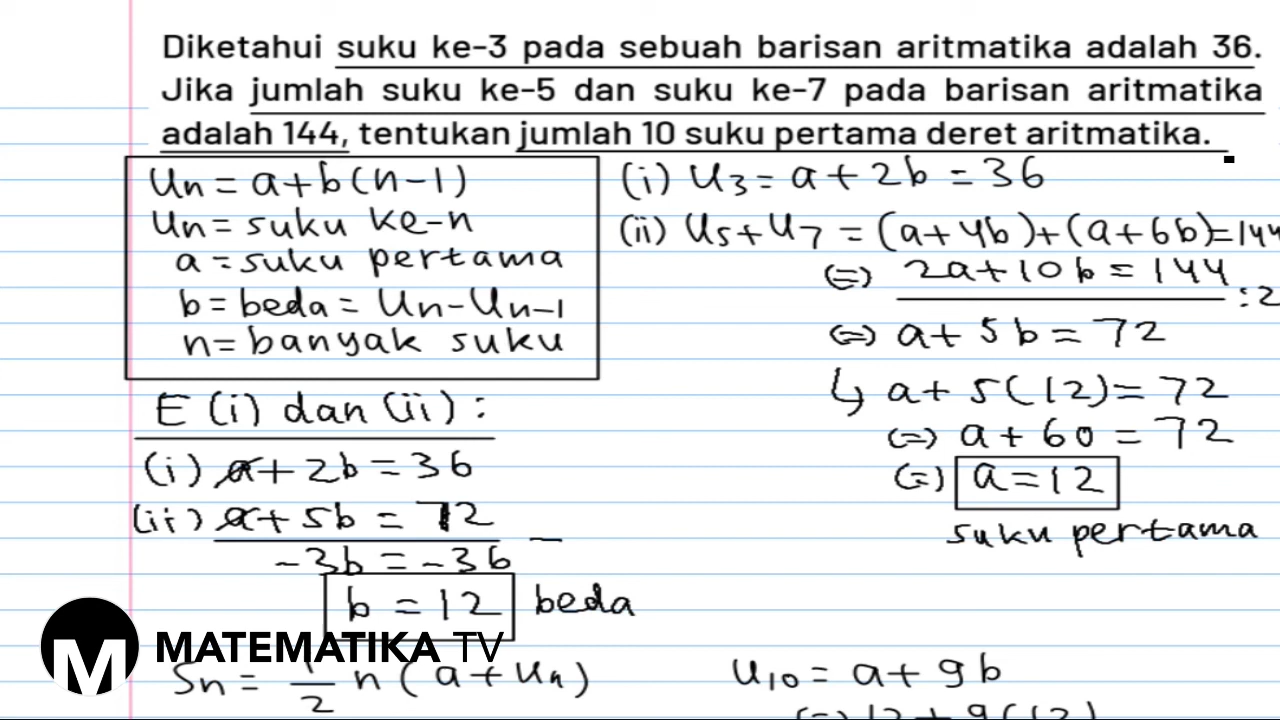 Diketahui suku ke-3 pada sebuah barisan aritmatika adalah 36.
Jika jumlah suku ke-5 dan suku ke-7 pada barisan aritmatika
adalah 144, tentukan jumlah 10 suku pertama deret aritmatika.
Un = a + b(n-1)
Un = suku ke-n
a = suku pertama
b = beda = Un - Un-1
n = banyak suku
(i) U3 = a + 2b = 36
(ii) U5 + U7 = (a + 4b) + (a + 6b) = 144
(=) 2a + 10b = 144 : 2
(=) a + 5b = 72
↳ a + 5(12) = 72
(=) a + 60 = 72
(=) a = 12
suku pertama
E (i) dan (ii) :
(i) a + 2b = 36
(ii) a + 5b = 72 -
-3b = -36
b = 12 beda
M MATEMATIKA TV
Sn = 1/2 n (a + Un)
U10 = a + 9b
(=) 12 + 9(12)